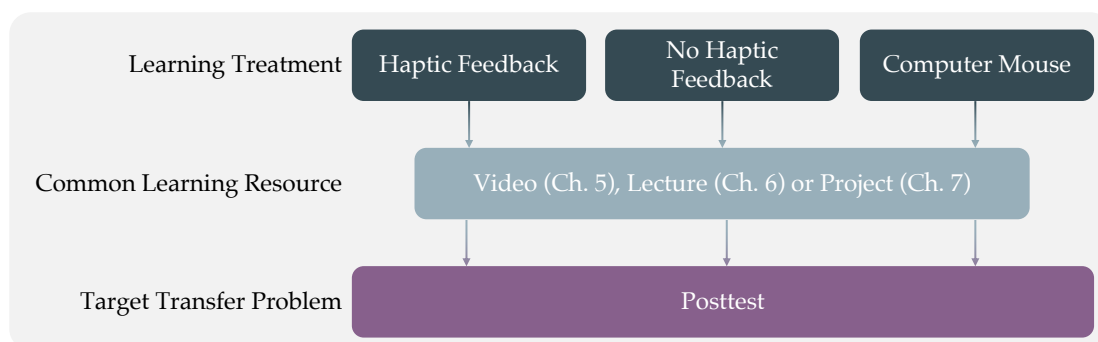 Learning Treatment
Haptic Feedback
No Haptic
Feedback
Computer Mouse
Common Learning Resource
Video (Ch. 5), Lecture (Ch. 6) or Project (Ch. 7)
Target Transfer Problem
Posttest